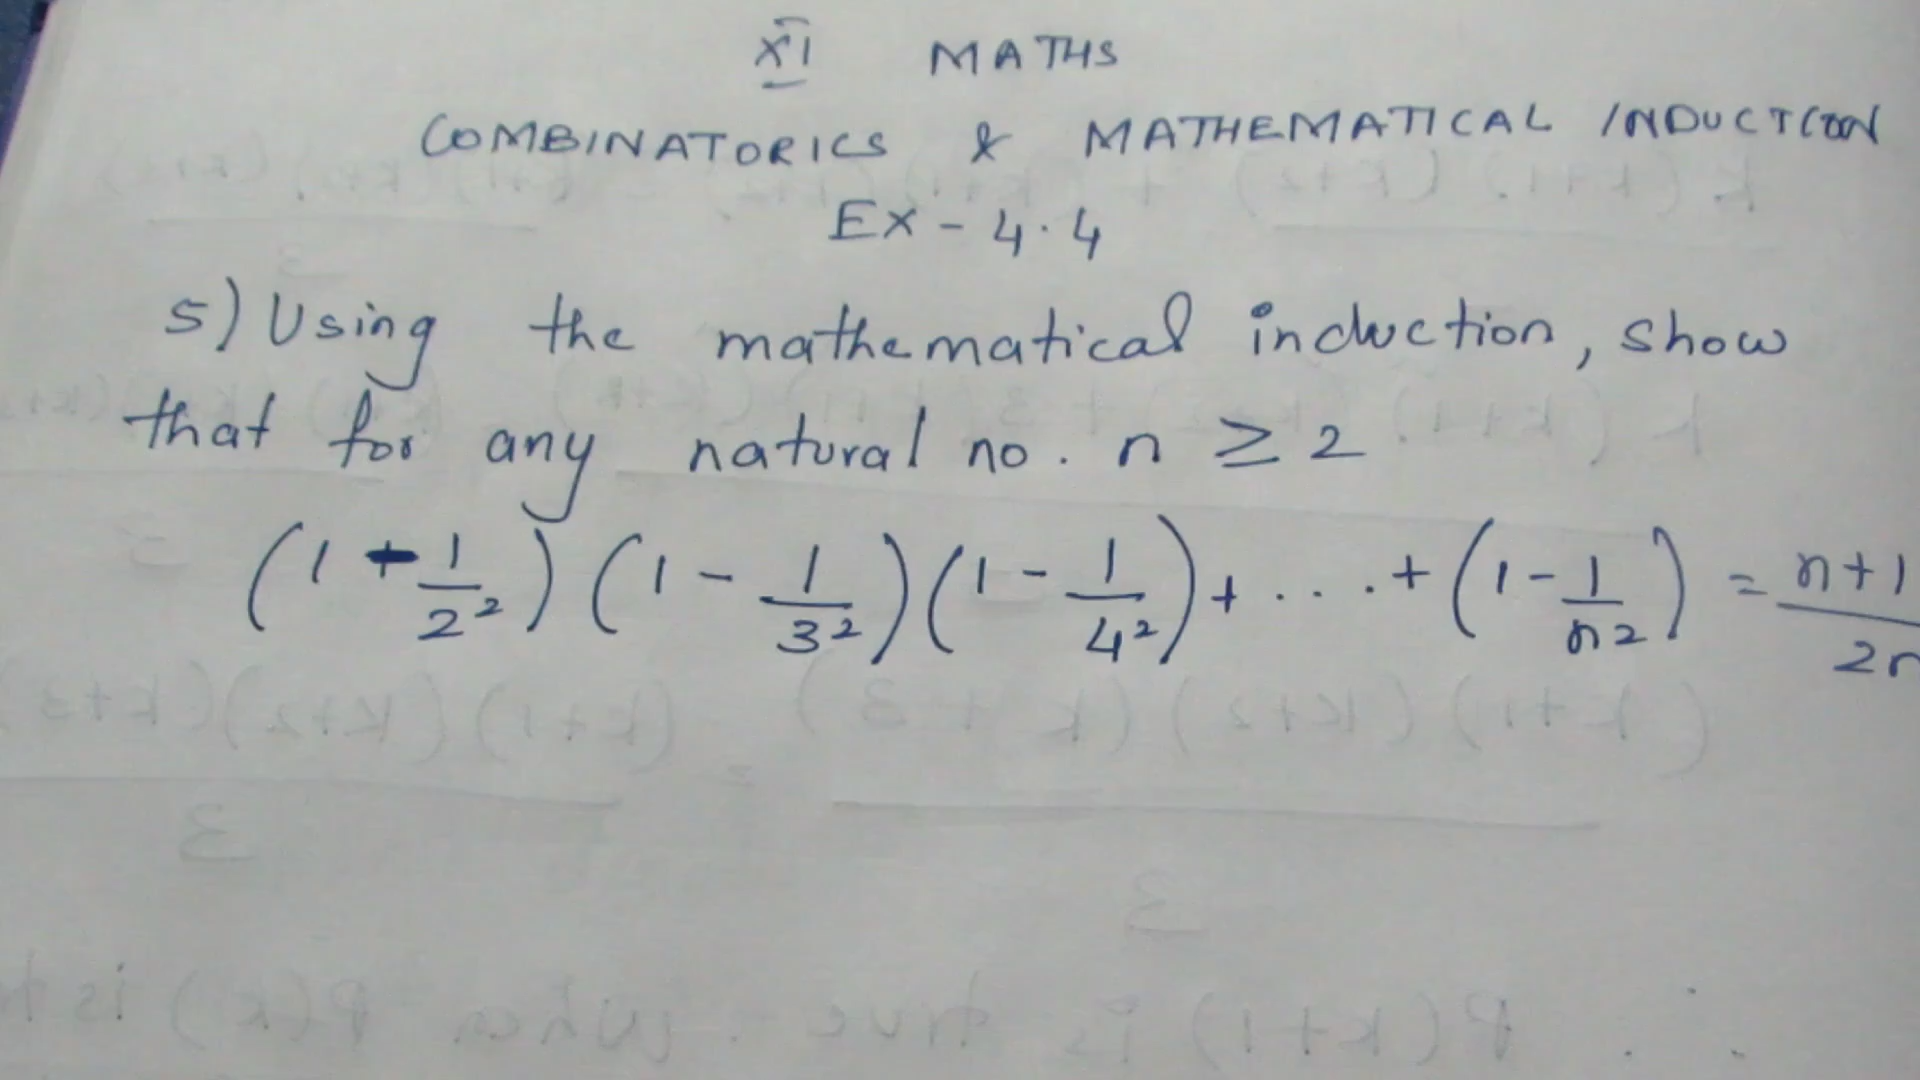 XI MATHS
COMBINATORICS & MATHEMATICAL INDUCTION
Ex - 4.4
5) Using the mathematical induction, show
that for any natural no. n ≥ 2
(1 - 1/2²) (1 - 1/3²) (1 - 1/4²) + ... + (1 - 1/n²) = n+1/2n